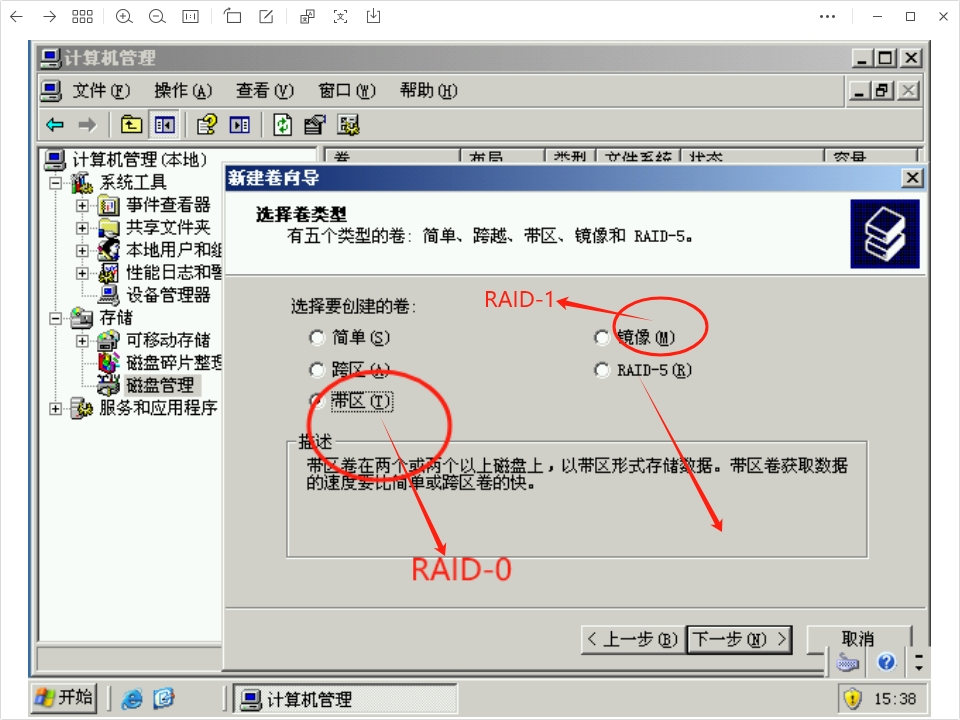 计算机管理
文件(F) 操作(A) 查看(V) 窗口(W) 帮助(H)
计算机管理(本地)
系统工具
事件查看器
共享文件夹
本地用户和组
性能日志和警
设备管理器
存储
可移动存储
磁盘碎片整理
磁盘管理
服务和应用程序
卷 布局 类型 文件系统 状态 容量
新建卷向导
选择卷类型
有五个类型的卷: 简单、跨越、带区、镜像和 RAID-5。
选择要创建的卷:
RAID-1
简单(S)
镜像(M)
跨区(A)
RAID-5(R)
带区(T)
描述
带区卷在两个或两个以上磁盘上，以带区形式存储数据。带区卷获取数据
的速度要比简单或跨区卷的快。
RAID-0
< 上一步(B) 下一步(N) > 取消
开始 计算机管理 15:38